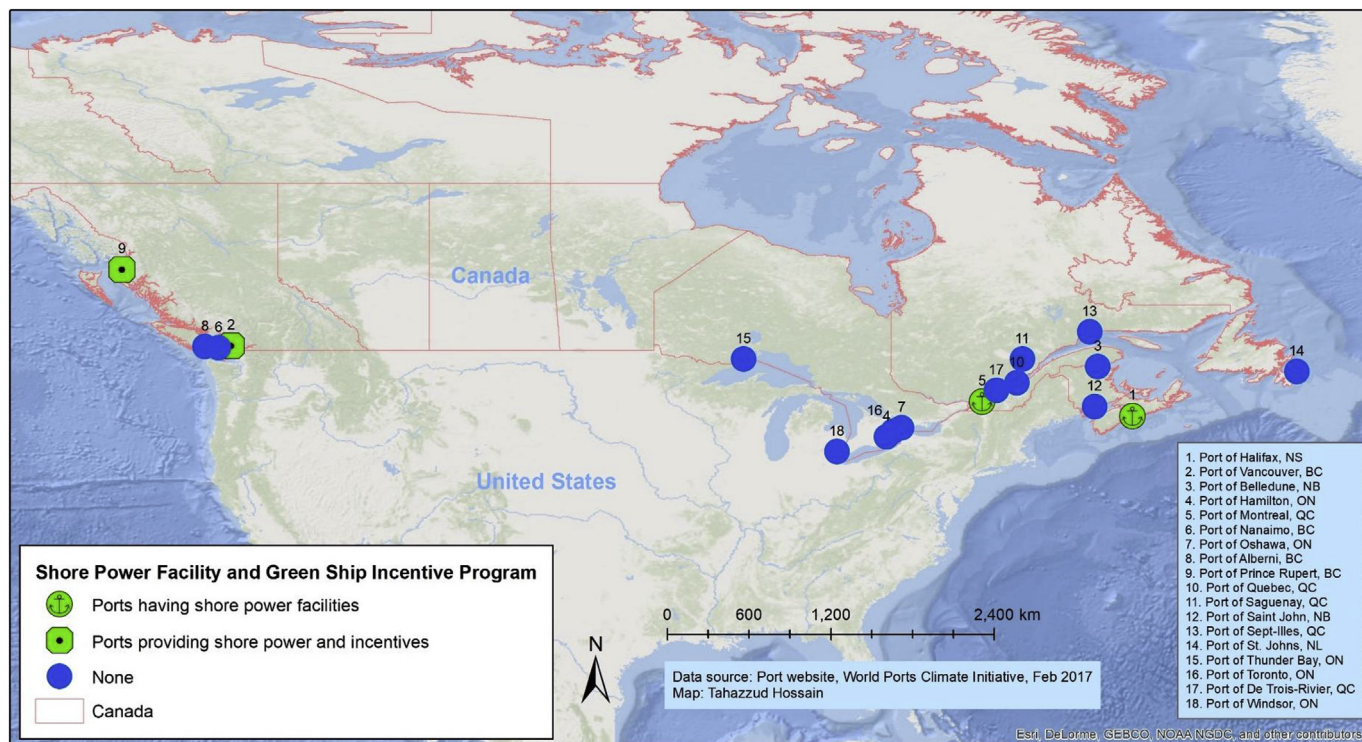 9
Canada
8
6
2
15
13
11
3
14
10
17
5
12
1
7
16
4
18
United States
1. Port of Halifax, NS
2. Port of Vancouver, BC
3. Port of Belledune, NB
4. Port of Hamilton, ON
5. Port of Montreal, QC
6. Port of Nanaimo, BC
7. Port of Oshawa, ON
8. Port of Alberni, BC
9. Port of Prince Rupert, BC
10. Port of Quebec, QC
11. Port of Saguenay, QC
12. Port of Saint John, NB
13. Port of Sept-Illes, QC
14. Port of St. Johns, NL
15. Port of Thunder Bay, ON
16. Port of Toronto, ON
17. Port of De Trois-Rivier, QC
18. Port of Windsor, ON
Shore Power Facility and Green Ship Incentive Program
Ports having shore power facilities
Ports providing shore power and incentives
None
Canada
0 600 1,200 2,400 km
N
Data source: Port website, World Ports Climate Initiative, Feb 2017
Map: Tahazzud Hossain
Esri, DeLorme, GEBCO, NOAA NGDC, and other contributors